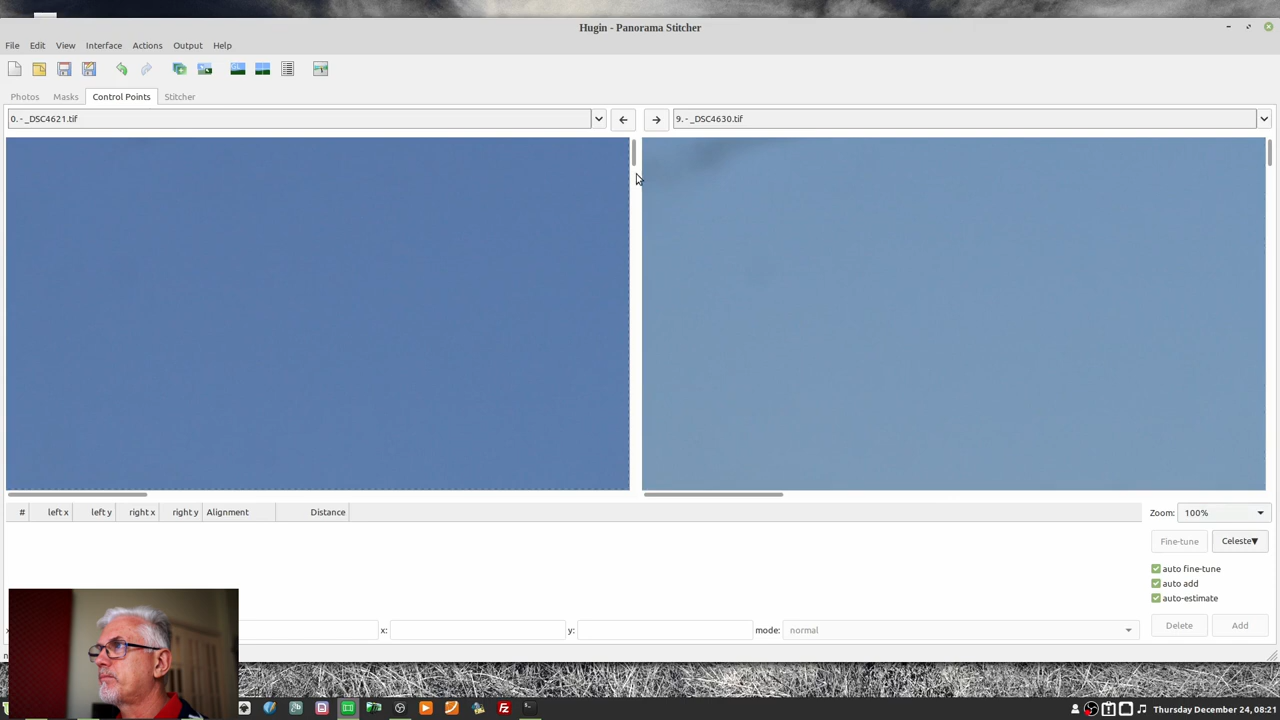 Hugin - Panorama Stitcher
File Edit View Interface Actions Output Help
Photos Masks Control Points Stitcher
0. - _DSC4621.tif
9. - _DSC4630.tif
# left x left y right x right y Alignment Distance
Zoom: 100%
Fine-tune Celeste
auto fine-tune
auto add
auto-estimate
x: y: mode: normal
Delete Add
Thursday December 24, 08:21